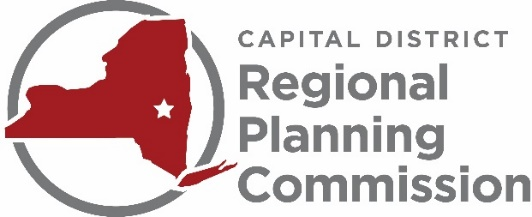 CAPITAL DISTRICT
Regional
Planning
Commission